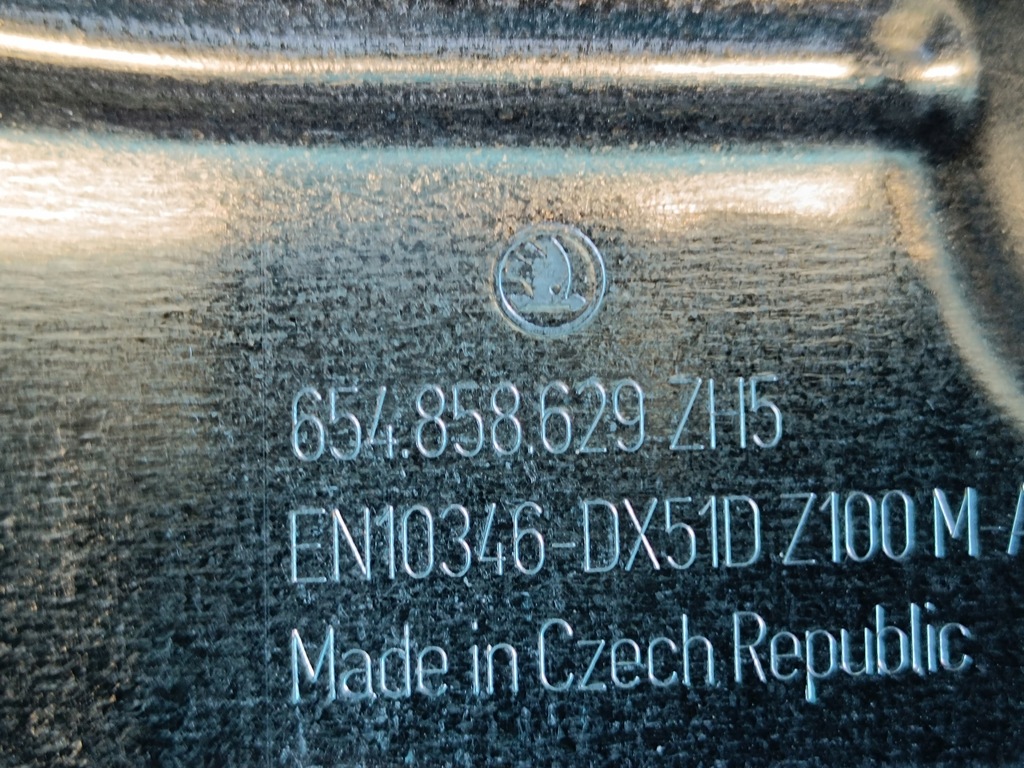 654.858.629 ZH5
EN10346-DX51D Z100 M-A
Made in Czech Republic